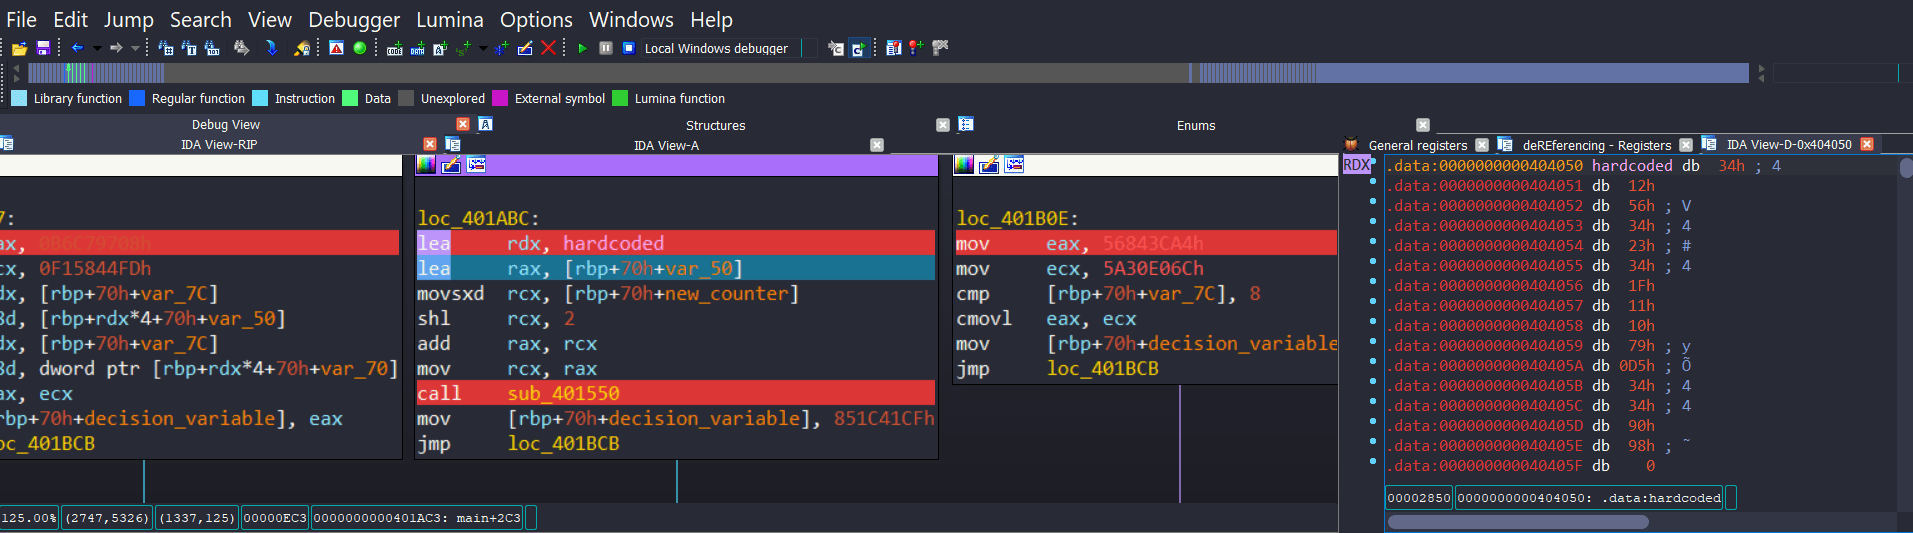 File Edit Jump Search View Debugger Lumina Options Windows Help
Local Windows debugger
Library function Regular function Instruction Data Unexplored External symbol Lumina function
Debug View Structures Enums
IDA View-RIP IDA View-A General registers deREferencing - Registers IDA View-D-0x404050
7:
ax, 0B6C79708h
cx, 0F15844FDh
dx, [rbp+70h+var_7C]
8d, [rbp+rdx*4+70h+var_50]
dx, [rbp+70h+var_7C]
8d, dword ptr [rbp+rdx*4+70h+var_70]
ax, ecx
rbp+70h+decision_variable], eax
oc_401BCB
loc_401ABC:
lea rdx, hardcoded
lea rax, [rbp+70h+var_50]
movsxd rcx, [rbp+70h+new_counter]
shl rcx, 2
add rax, rcx
mov rcx, rax
call sub_401550
mov [rbp+70h+decision_variable], 851C41CFh
jmp loc_401BCB
loc_401B0E:
mov eax, 56843CA4h
mov ecx, 5A30E06Ch
cmp [rbp+70h+var_7C], 8
cmovl eax, ecx
mov [rbp+70h+decision_variable
jmp loc_401BCB
RDX
.data:0000000000404050 hardcoded db 34h ; 4
.data:0000000000404051 db 12h
.data:0000000000404052 db 56h ; V
.data:0000000000404053 db 34h ; 4
.data:0000000000404054 db 23h ; #
.data:0000000000404055 db 34h ; 4
.data:0000000000404056 db 1Fh
.data:0000000000404057 db 11h
.data:0000000000404058 db 10h
.data:0000000000404059 db 79h ; y
.data:000000000040405A db 0D5h ; Õ
.data:000000000040405B db 34h ; 4
.data:000000000040405C db 34h ; 4
.data:000000000040405D db 90h
.data:000000000040405E db 98h ; ˜
.data:000000000040405F db 0
00002850 0000000000404050: .data:hardcoded
125.00% (2747,5326) (1337,125) 00000EC3 0000000000401AC3: main+2C3